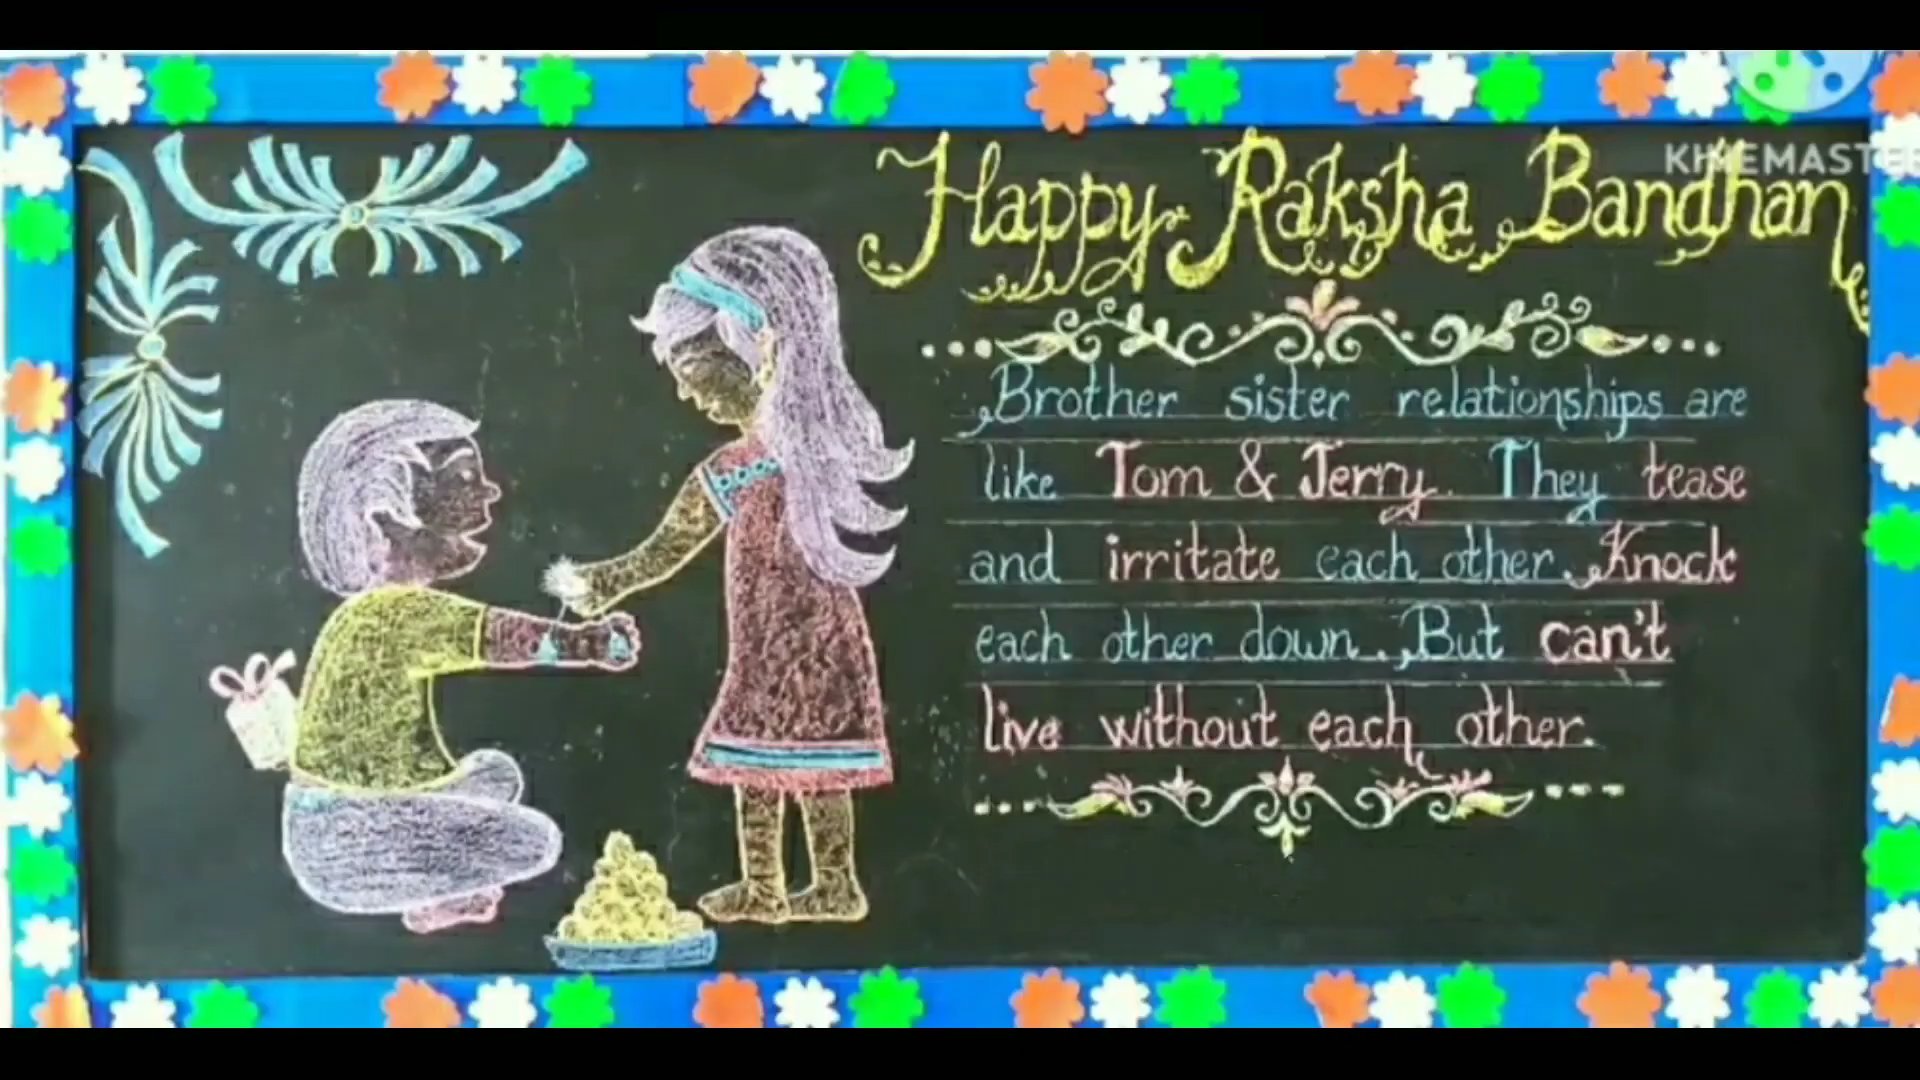 Happy Raksha Bandhan
KINEMASTER
Brother sister relationships are
like Tom & Jerry. They tease
and irritate each other. Knock
each other down. But can't
live without each other.